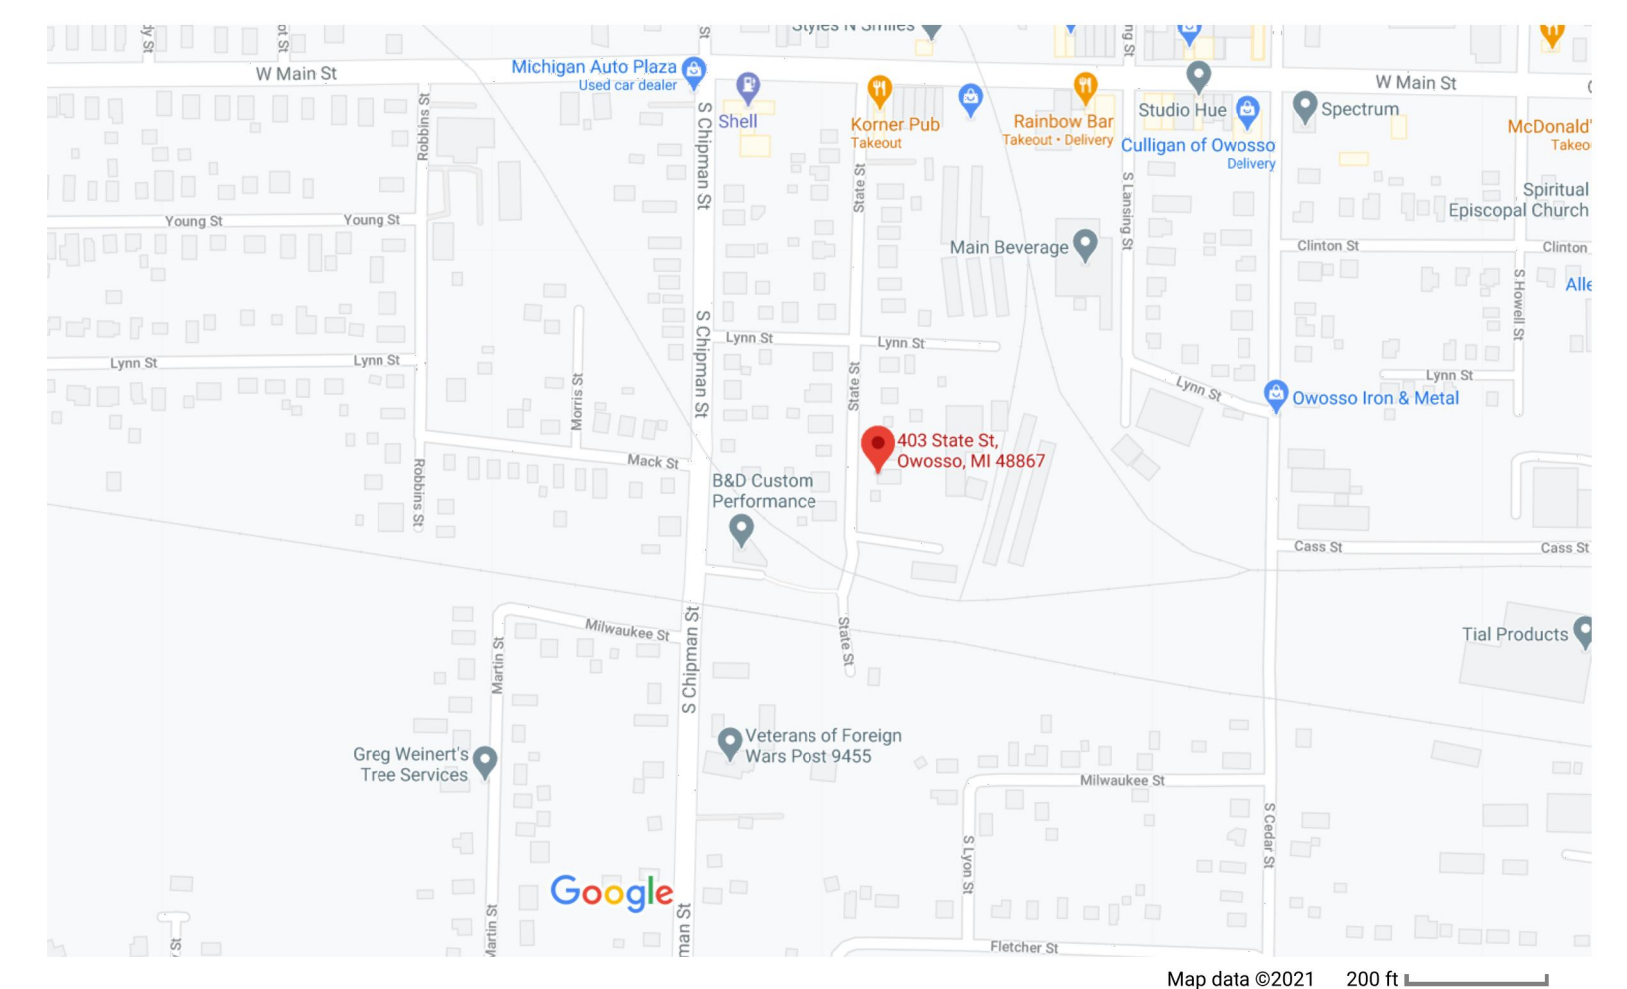 Styles N Smiles
W Main St
Michigan Auto Plaza
Used car dealer
Shell
Korner Pub
Takeout
Rainbow Bar
Takeout • Delivery
Studio Hue
Culligan of Owosso
Delivery
Spectrum
W Main St
McDonald'
Takeo
Robbins St
S Chipman St
State St
S Lansing St
Spiritual
Episcopal Church
Young St
Young St
Main Beverage
Clinton St
Clinton
Alle
S Howell St
Lynn St
Lynn St
S Chipman St
Lynn St
Lynn St
Lynn St
Lynn St
Morris St
State St
Owosso Iron & Metal
403 State St,
Owosso, MI 48867
Mack St
Robbins St
B&D Custom
Performance
Cass St
Cass St
Milwaukee St
Martin St
S Chipman St
State St
Tial Products
Veterans of Foreign
Wars Post 9455
Greg Weinert's
Tree Services
Milwaukee St
S Lyon St
S Cedar St
Google
Martin St
man St
St
Fletcher St
Map data ©2021 200 ft